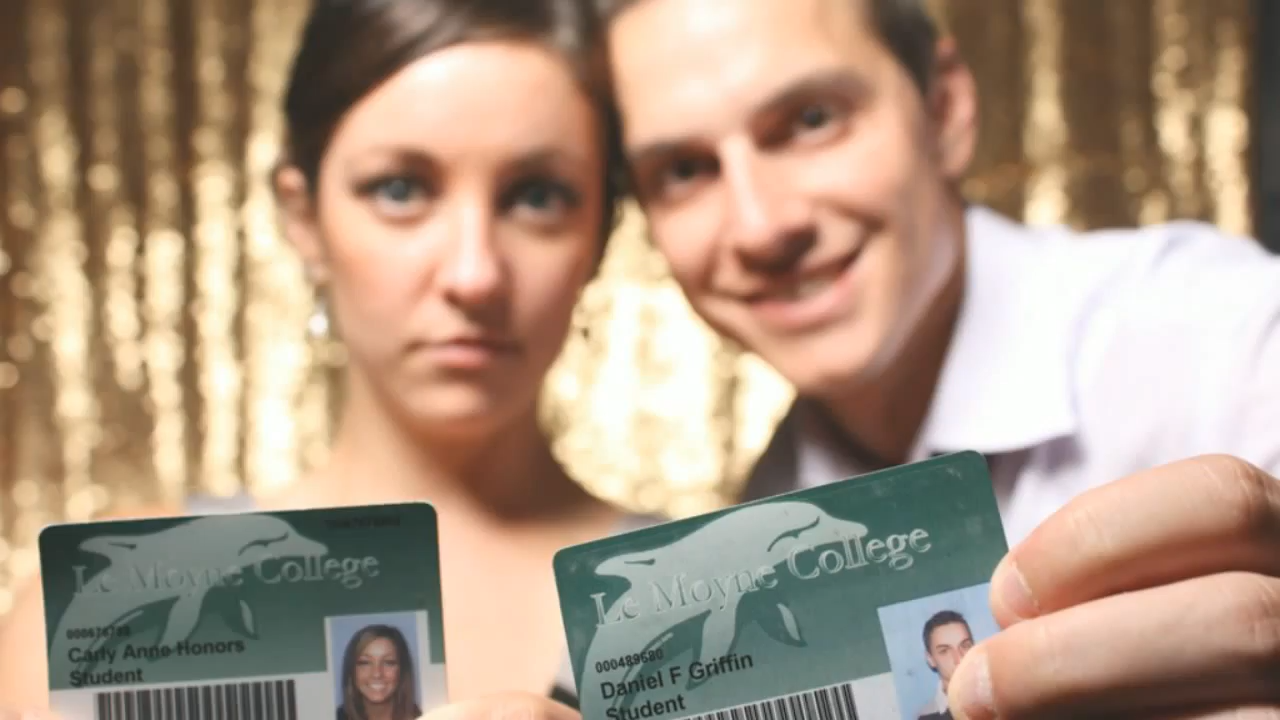 Le Moyne College
Carly Anne Honors
Student
Le Moyne College
000489680
Daniel F Griffin
Student